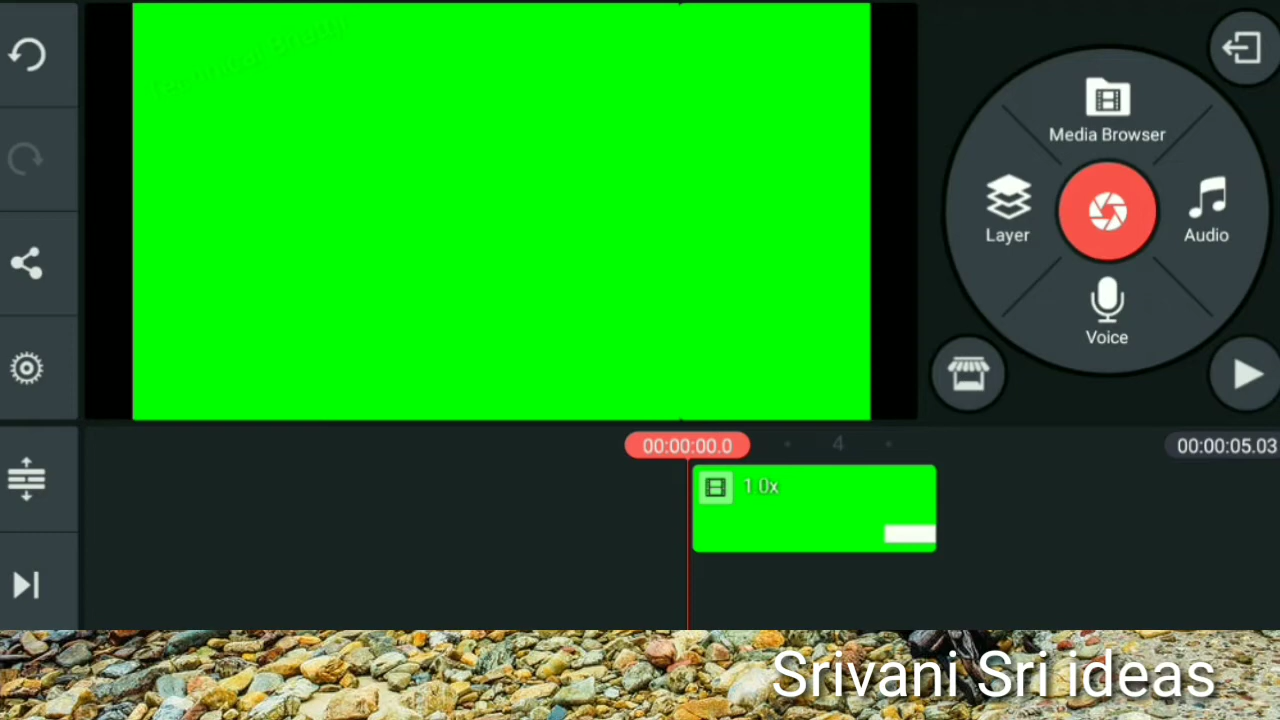 Media Browser
Layer
Audio
Voice
00:00:00.0
4
00:00:05.03
1.0x
Srivani Sri ideas